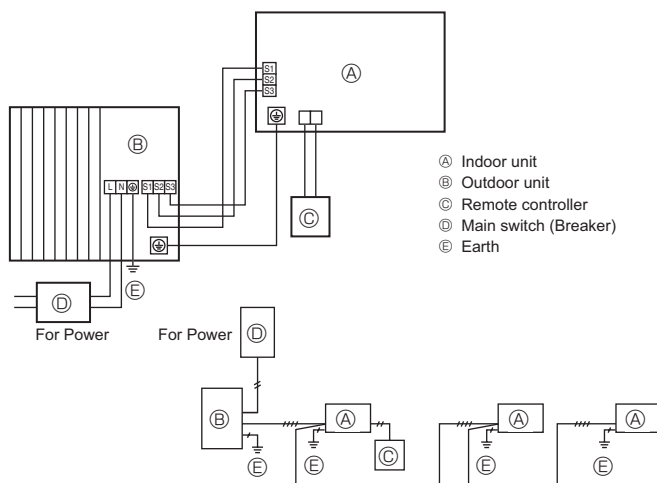 S1
S2
S3
Ⓐ
Ⓑ
L N S1 S2 S3
Ⓒ
Ⓐ Indoor unit
Ⓑ Outdoor unit
Ⓒ Remote controller
Ⓓ Main switch (Breaker)
Ⓔ Earth
Ⓓ
Ⓔ
For Power
For Power Ⓓ
Ⓑ Ⓐ Ⓐ Ⓐ
Ⓔ Ⓔ Ⓒ Ⓔ Ⓔ